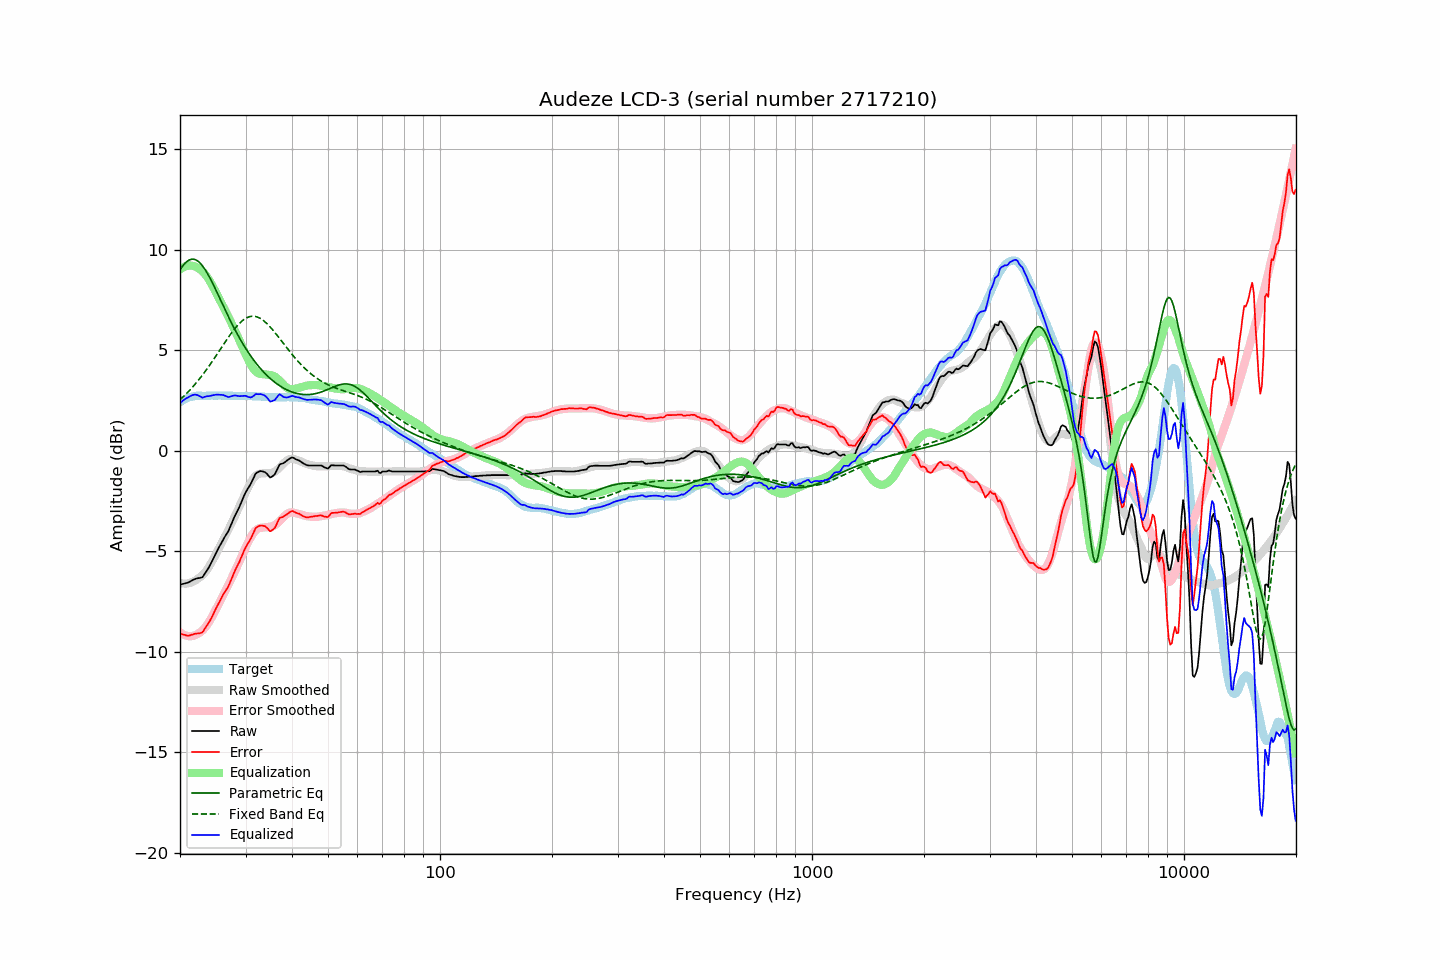 Audeze LCD-3 (serial number 2717210)
15
10
5
0
−5
−10
−15
−20
Amplitude (dBr)
Target
Raw Smoothed
Error Smoothed
Raw
Error
Equalization
Parametric Eq
Fixed Band Eq
Equalized
100 1000 10000
Frequency (Hz)